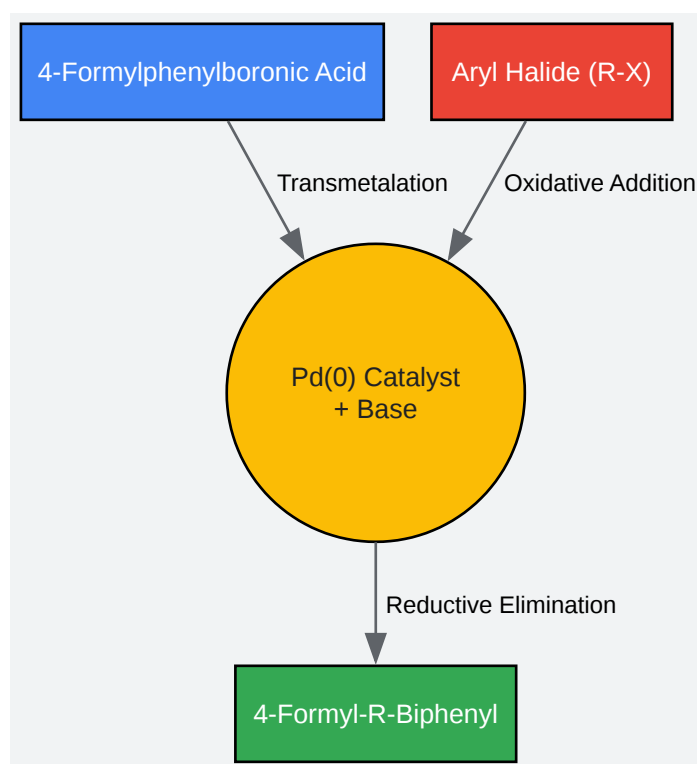 4-Formylphenylboronic Acid
Aryl Halide (R-X)
Transmetalation
Oxidative Addition
Pd(0) Catalyst
+ Base
Reductive Elimination
4-Formyl-R-Biphenyl